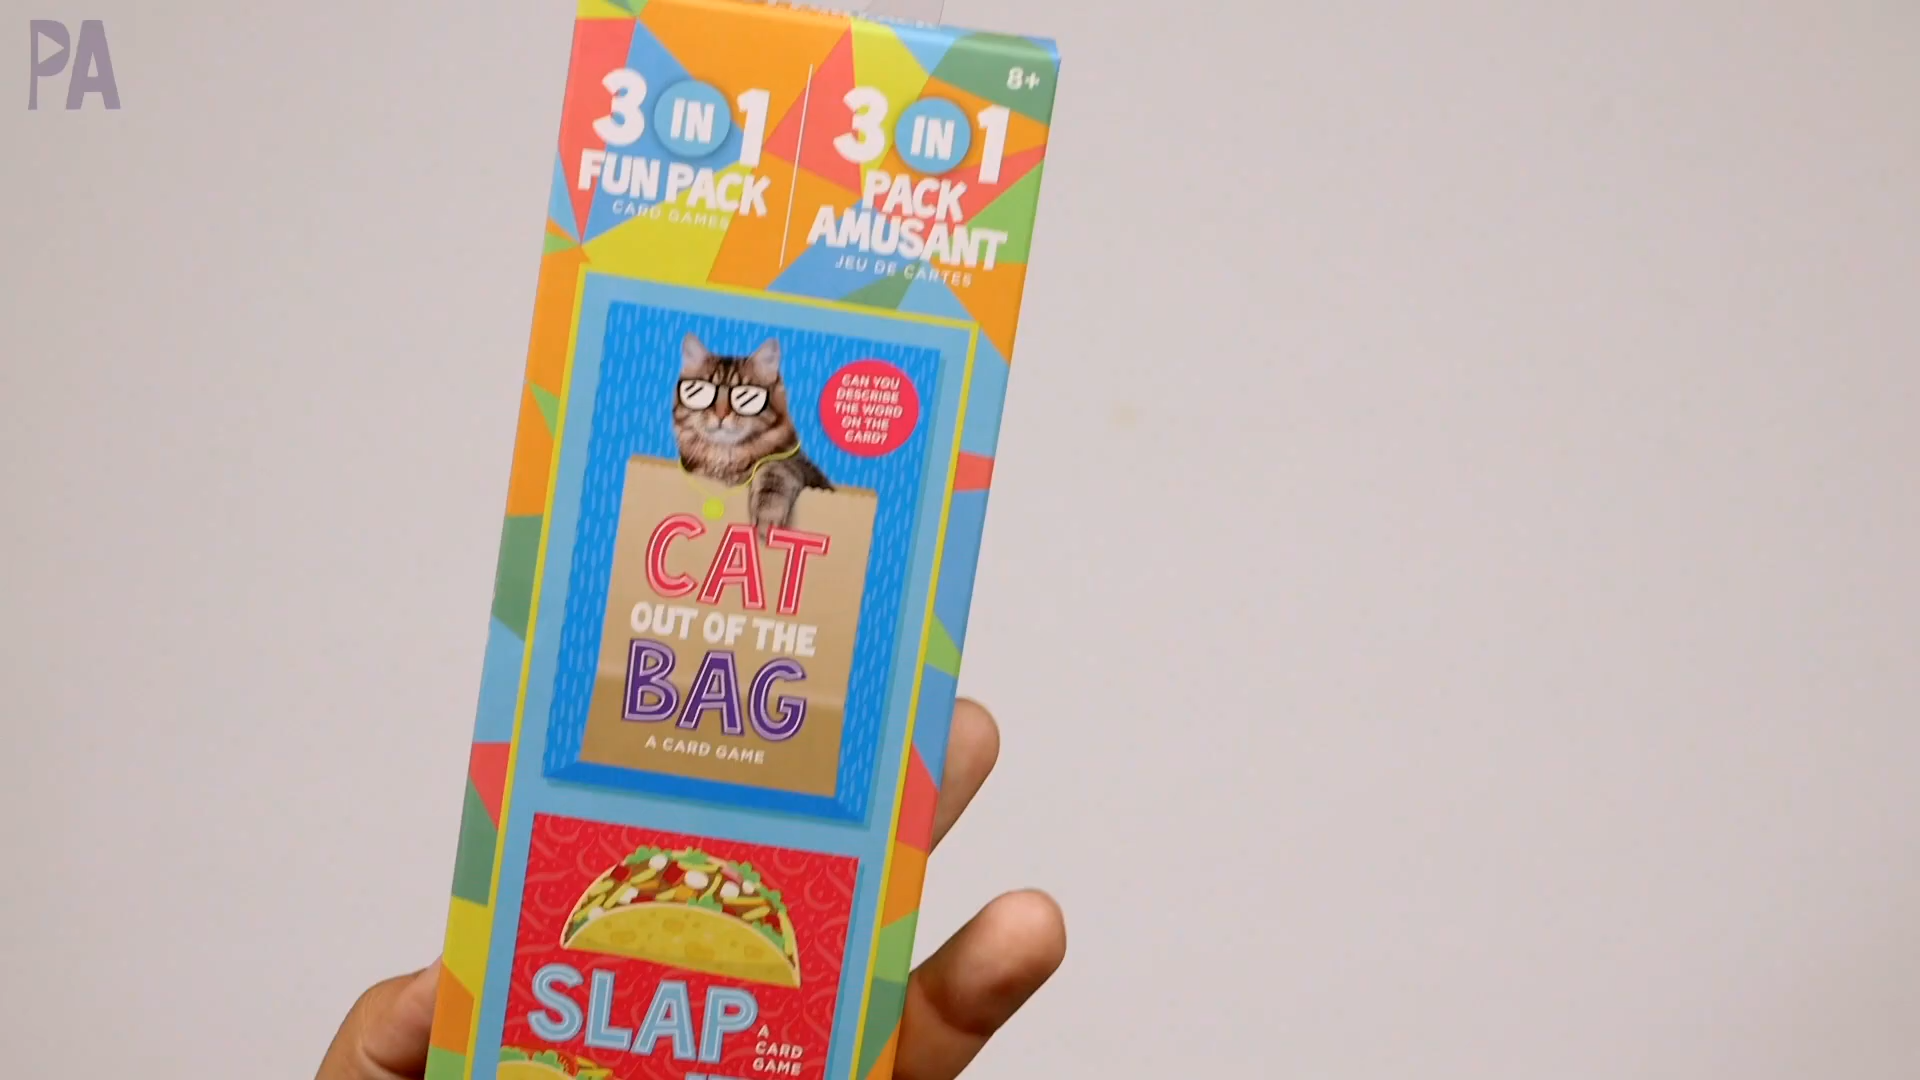 PA
8+
3 IN 1
FUN PACK
CARD GAMES
3 IN 1
PACK
AMUSANT
JEU DE CARTES
CAN YOU
DESCRIBE
THE WORD
ON THE
CARD?
CAT
OUT OF THE
BAG
A CARD GAME
SLAP
A
CARD
GAME